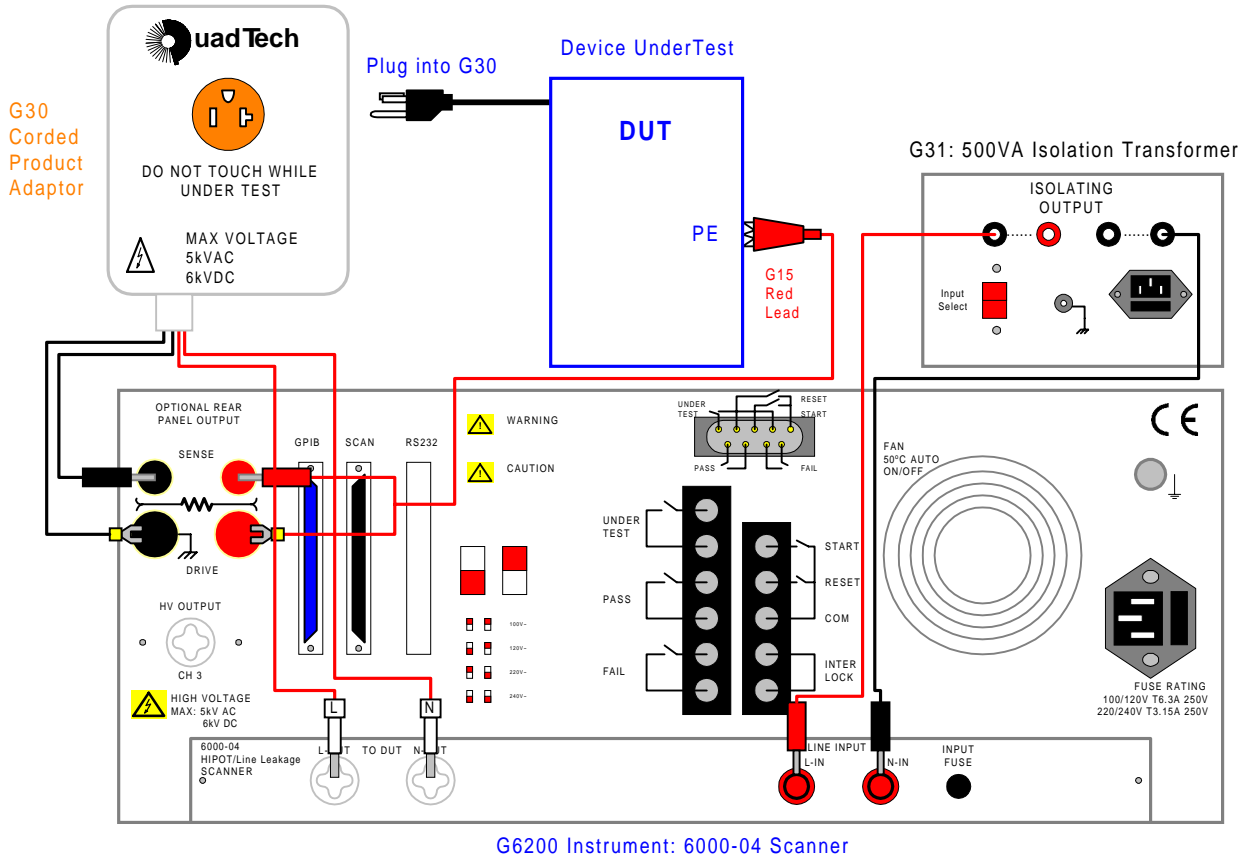 uadTech
G30
Corded
Product
Adaptor
DO NOT TOUCH WHILE
UNDER TEST
MAX VOLTAGE
5kVAC
6kVDC
Plug into G30
Device UnderTest
DUT
PE
G15
Red
Lead
G31: 500VA Isolation Transformer
ISOLATING
OUTPUT
Input
Select
OPTIONAL REAR
PANEL OUTPUT
SENSE
DRIVE
HV OUTPUT
CH 3
HIGH VOLTAGE
MAX: 5kV AC
6kV DC
GPIB
SCAN
RS232
WARNING
CAUTION
100V~
120V~
220V~
240V~
UNDER
TEST
RESET
START
PASS
FAIL
UNDER
TEST
PASS
FAIL
START
RESET
COM
INTER
LOCK
FAN
50°C AUTO
ON/OFF
CE
FUSE RATING
100/120V T6.3A 250V
220/240V T3.15A 250V
L
N
6000-04
HIPOT/Line Leakage
SCANNER
TO DUT
LINE INPUT
L-IN
N-IN
INPUT
FUSE
G6200 Instrument: 6000-04 Scanner